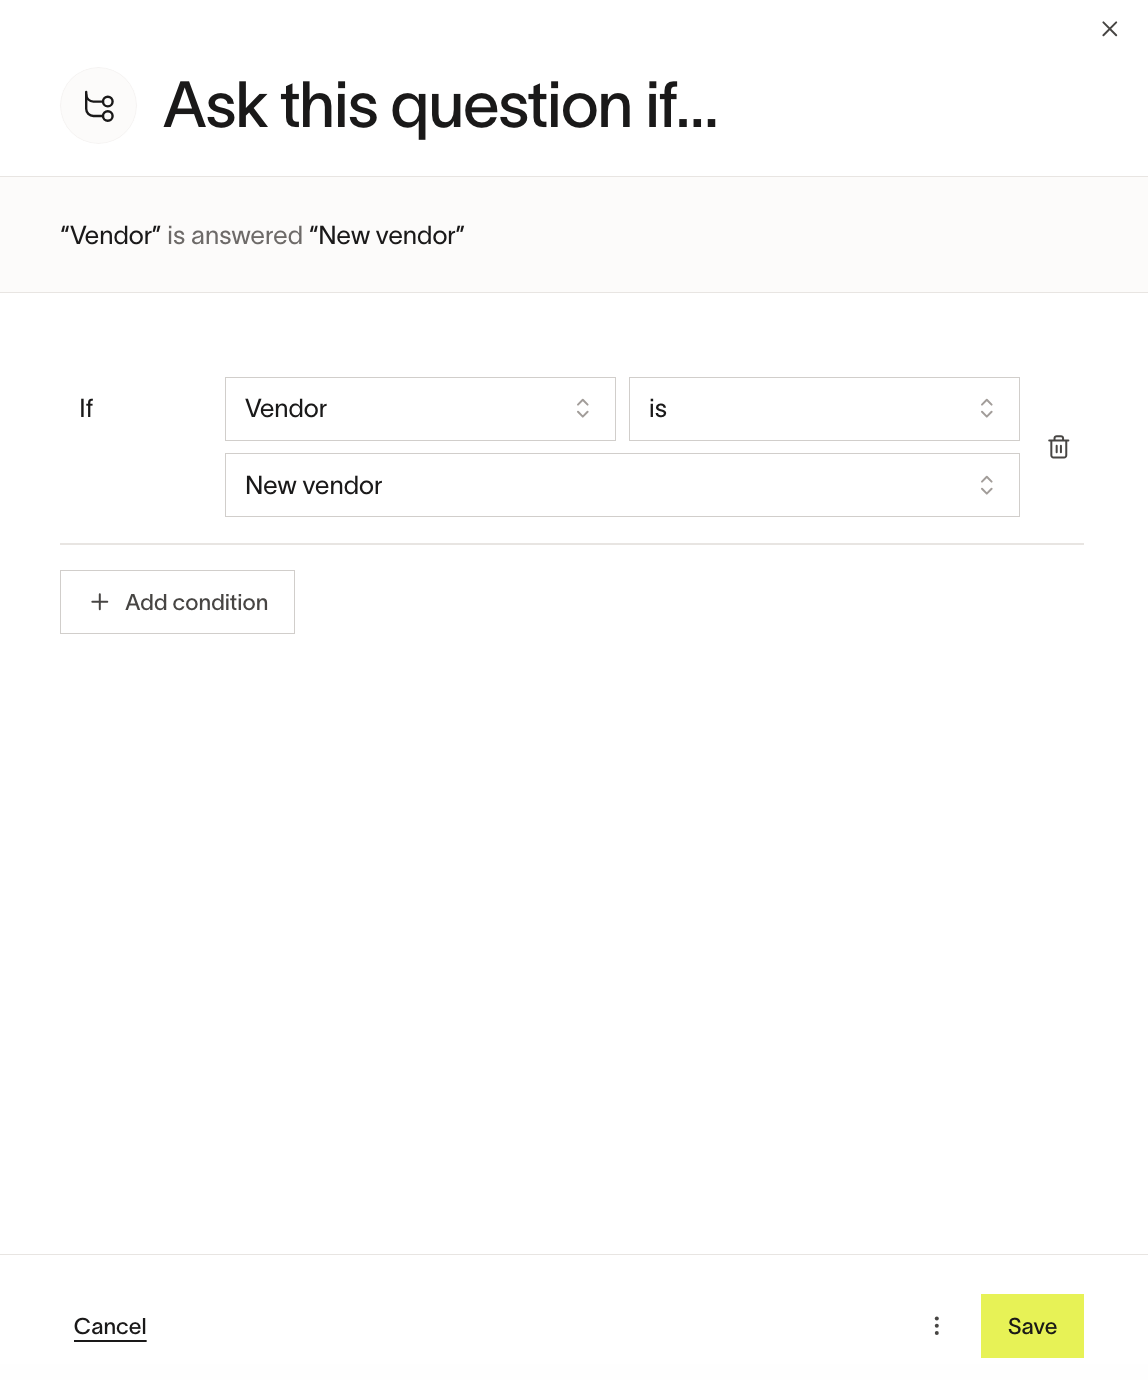 Ask this question if...
“Vendor” is answered “New vendor”
If
Vendor
is
New vendor
Add condition
Cancel
Save